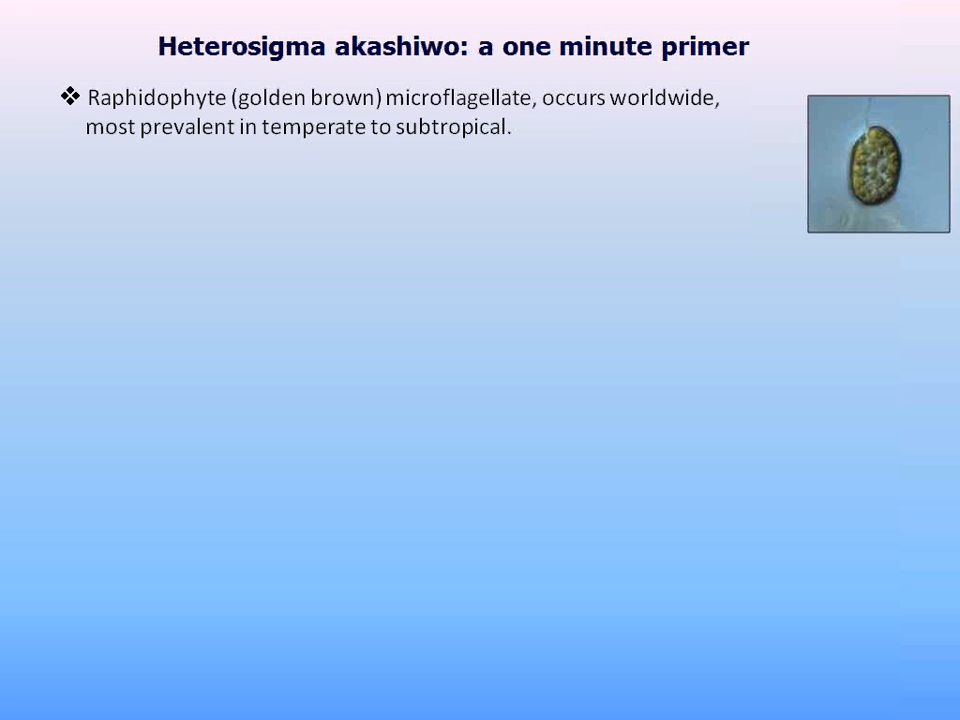 Heterosigma akashiwo: a one minute primer
❖ Raphidophyte (golden brown) microflagellate, occurs worldwide,
most prevalent in temperate to subtropical.